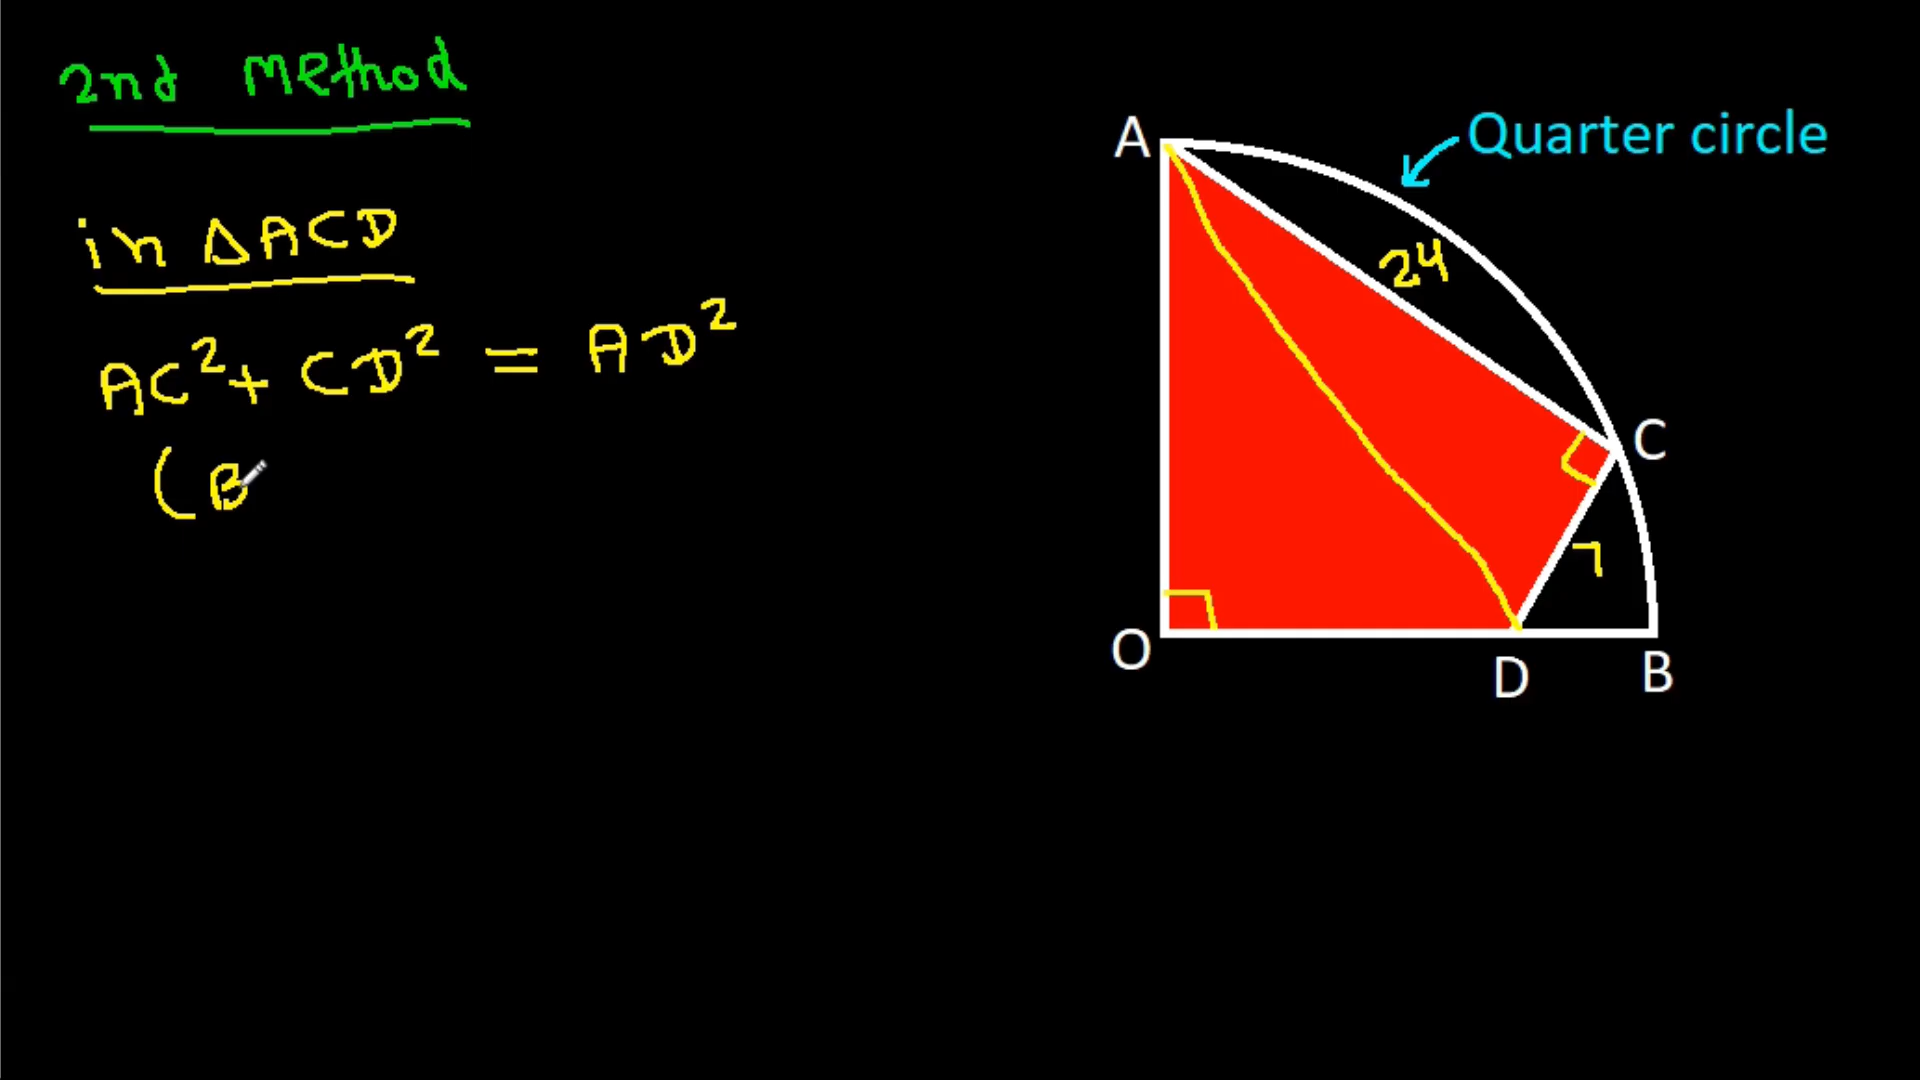 2nd Method
in ΔACD
AC²+ CD² = AD²
(B
Quarter circle
A
24
C
7
O
D
B